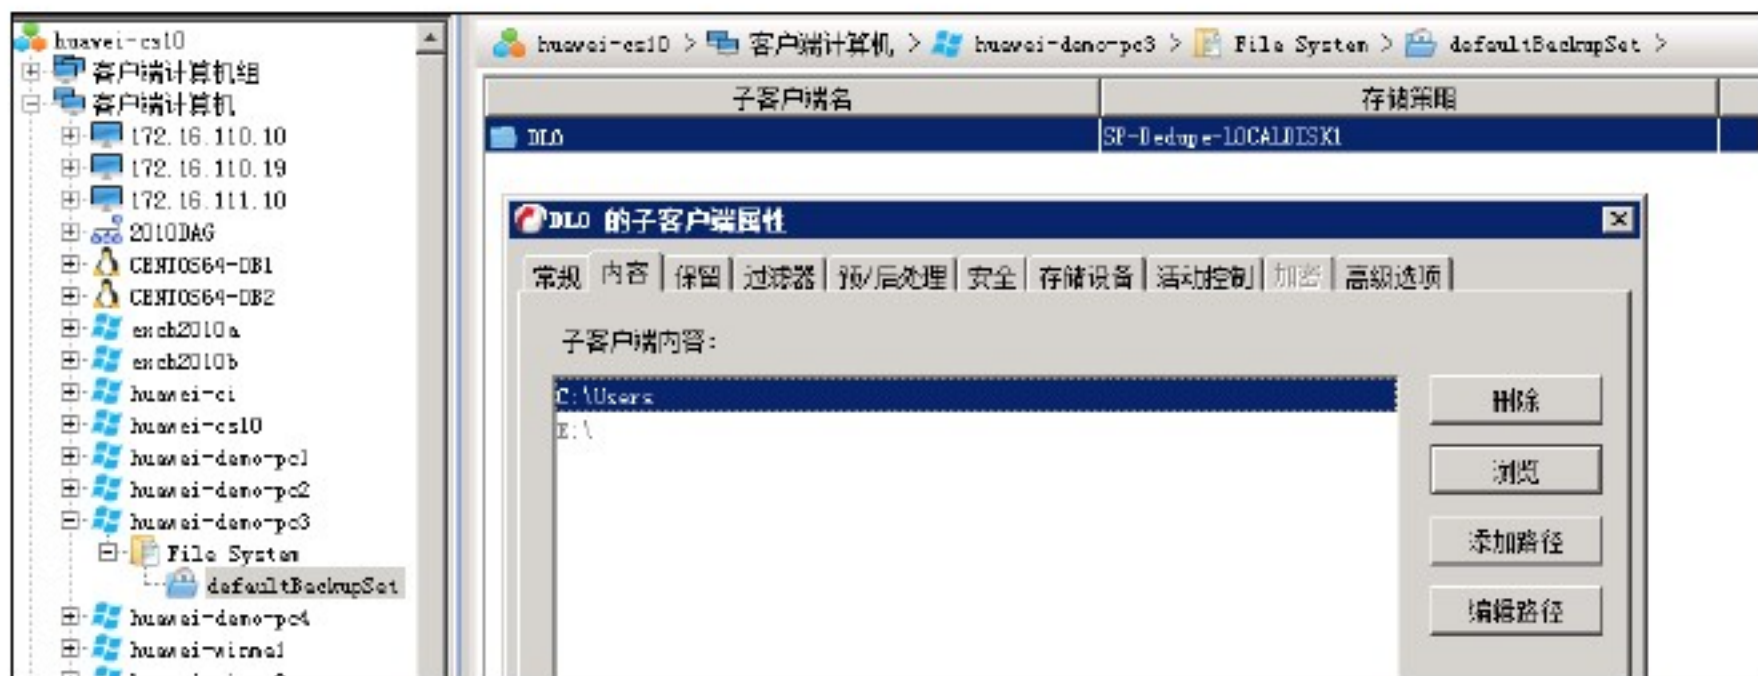 huawei-cs10
客户端计算机组
客户端计算机
172.16.110.10
172.16.110.19
172.16.111.10
2010DAG
CENTOS64-DB1
CENTOS64-DB2
exch2010a
exch2010b
huawei-ci
huawei-cs10
huawei-demo-pc1
huawei-demo-pc2
huawei-demo-pc3
File System
defaultBackupSet
huawei-demo-pc4
huawei-winne1
huawei-cs10 > 客户端计算机 > huawei-demo-pc3 > File System > defaultBackupSet >
子客户端名 存储策略
DLO SP-Dedupe-LOCALDISK1
DLO 的子客户端属性
常规 内容 保留 过滤器 预/后处理 安全 存储设备 活动控制 加密 高级选项
子客户端内容:
C:\Users
E:\
删除
浏览
添加路径
编辑路径